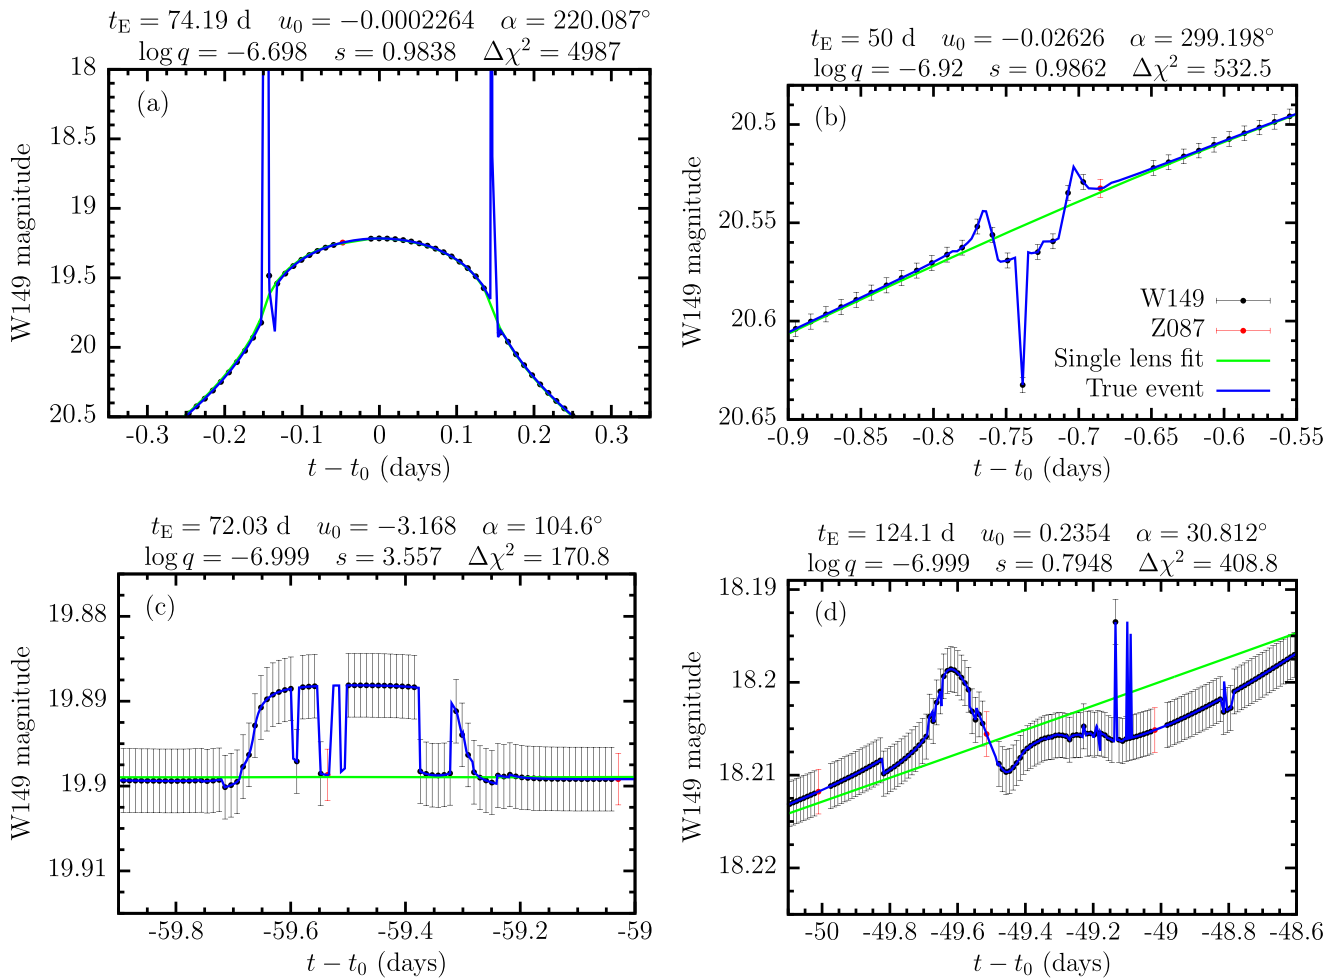 t_E = 74.19 d u_0 = −0.0002264 α = 220.087°
log q = −6.698 s = 0.9838 Δχ² = 4987
(a)
18
18.5
19
19.5
20
20.5
W149 magnitude
-0.3 -0.2 -0.1 0 0.1 0.2 0.3
t − t_0 (days)
t_E = 50 d u_0 = −0.02626 α = 299.198°
log q = −6.92 s = 0.9862 Δχ² = 532.5
(b)
20.5
20.55
20.6
20.65
W149 magnitude
W149
Z087
Single lens fit
True event
-0.9 -0.85 -0.8 -0.75 -0.7 -0.65 -0.6 -0.55
t − t_0 (days)
t_E = 72.03 d u_0 = −3.168 α = 104.6°
log q = −6.999 s = 3.557 Δχ² = 170.8
(c)
19.88
19.89
19.9
19.91
W149 magnitude
-59.8 -59.6 -59.4 -59.2 -59
t − t_0 (days)
t_E = 124.1 d u_0 = 0.2354 α = 30.812°
log q = −6.999 s = 0.7948 Δχ² = 408.8
(d)
18.19
18.2
18.21
18.22
W149 magnitude
-50 -49.8 -49.6 -49.4 -49.2 -49 -48.8 -48.6
t − t_0 (days)